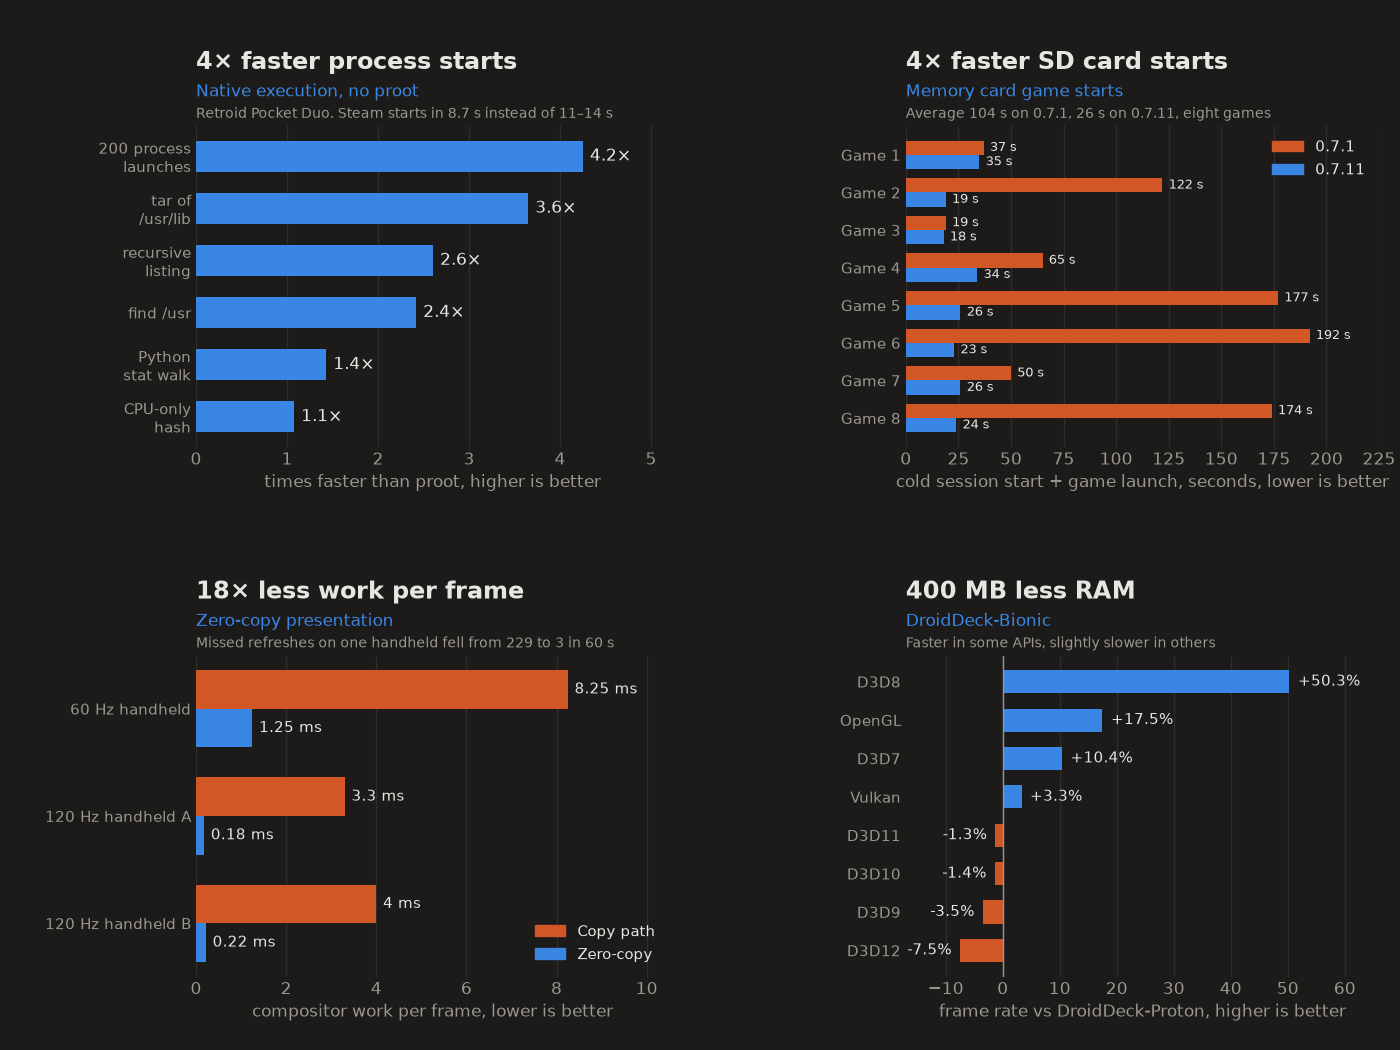 4× faster process starts
Native execution, no proot
Retroid Pocket Duo. Steam starts in 8.7 s instead of 11–14 s
200 process
launches
4.2×
tar of
/usr/lib
3.6×
recursive
listing
2.6×
find /usr
2.4×
Python
stat walk
1.4×
CPU-only
hash
1.1×
0 1 2 3 4 5
times faster than proot, higher is better
4× faster SD card starts
Memory card game starts
Average 104 s on 0.7.1, 26 s on 0.7.11, eight games
0.7.1
0.7.11
Game 1
37 s
35 s
Game 2
122 s
19 s
Game 3
19 s
18 s
Game 4
65 s
34 s
Game 5
177 s
26 s
Game 6
192 s
23 s
Game 7
50 s
26 s
Game 8
174 s
24 s
0 25 50 75 100 125 150 175 200 225
cold session start + game launch, seconds, lower is better
18× less work per frame
Zero-copy presentation
Missed refreshes on one handheld fell from 229 to 3 in 60 s
60 Hz handheld
8.25 ms
1.25 ms
120 Hz handheld A
3.3 ms
0.18 ms
120 Hz handheld B
4 ms
0.22 ms
Copy path
Zero-copy
0 2 4 6 8 10
compositor work per frame, lower is better
400 MB less RAM
DroidDeck-Bionic
Faster in some APIs, slightly slower in others
D3D8 +50.3%
OpenGL +17.5%
D3D7 +10.4%
Vulkan +3.3%
D3D11 -1.3%
D3D10 -1.4%
D3D9 -3.5%
D3D12 -7.5%
−10 0 10 20 30 40 50 60
frame rate vs DroidDeck-Proton, higher is better